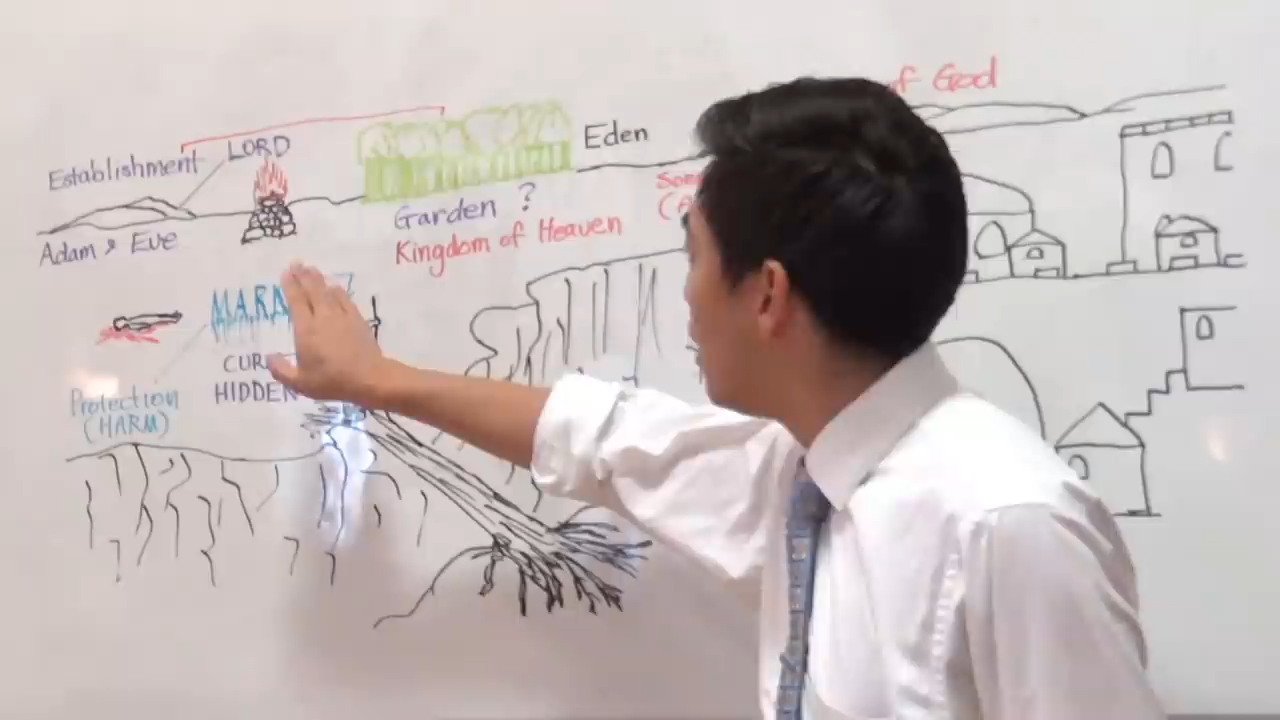 of God
LORD
Eden
Establishment
Garden ?
Adam & Eve
Kingdom of Heaven
HIDDEN
Protection
(HARM)